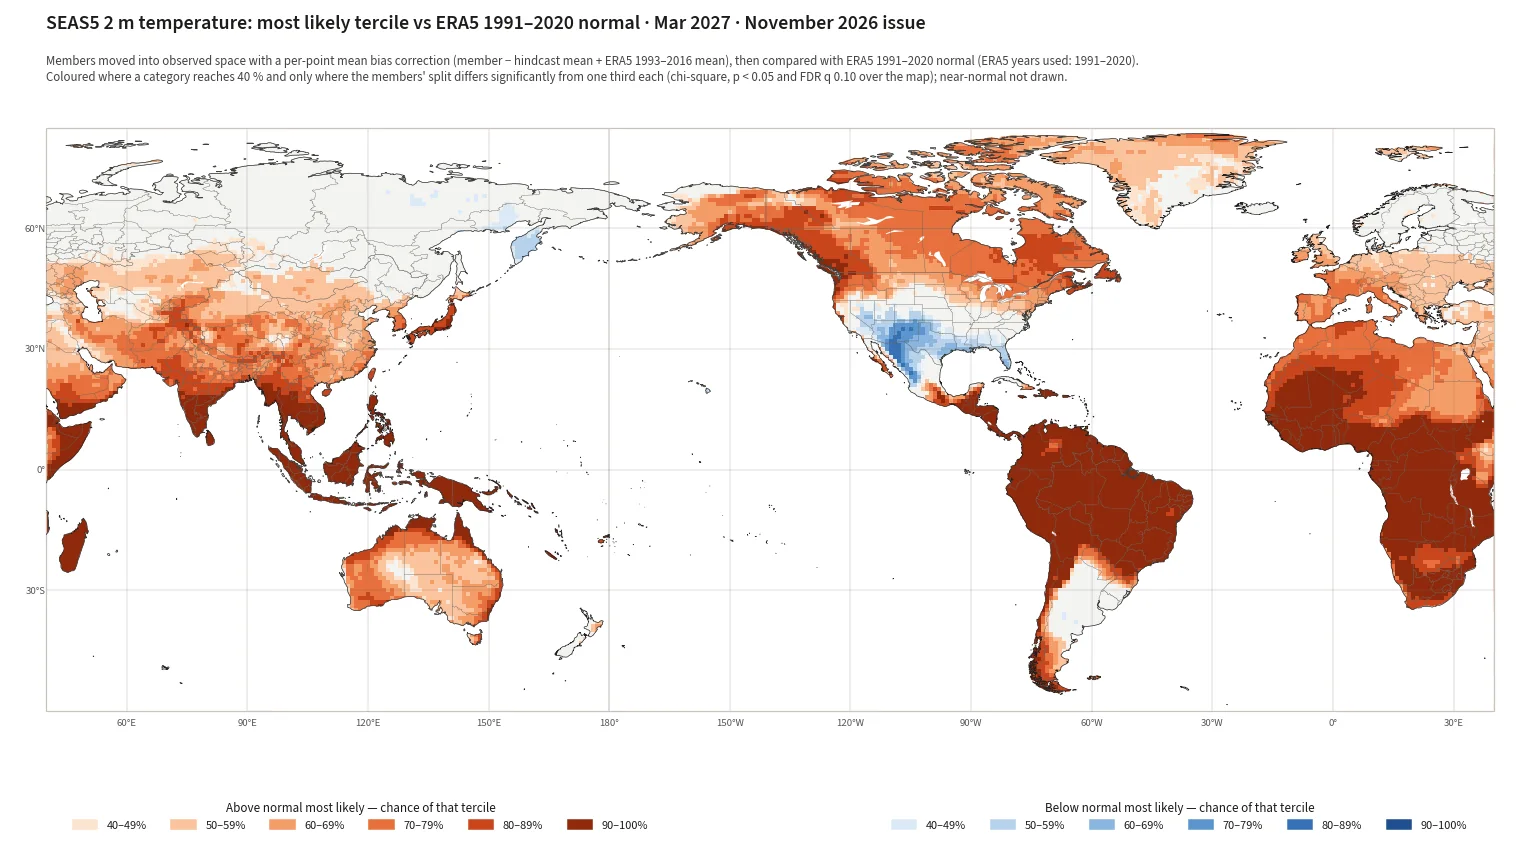 SEAS5 2 m temperature: most likely tercile vs ERA5 1991–2020 normal · Mar 2027 · November 2026 issue
Members moved into observed space with a per-point mean bias correction (member − hindcast mean + ERA5 1993–2016 mean), then compared with ERA5 1991–2020 normal (ERA5 years used: 1991–2020).
Coloured where a category reaches 40 % and only where the members' split differs significantly from one third each (chi-square, p < 0.05 and FDR q 0.10 over the map); near-normal not drawn.
60°N
30°N
0°
30°S
60°E 90°E 120°E 150°E 180° 150°W 120°W 90°W 60°W 30°W 0° 30°E
Above normal most likely — chance of that tercile
40–49% 50–59% 60–69% 70–79% 80–89% 90–100%
Below normal most likely — chance of that tercile
40–49% 50–59% 60–69% 70–79% 80–89% 90–100%